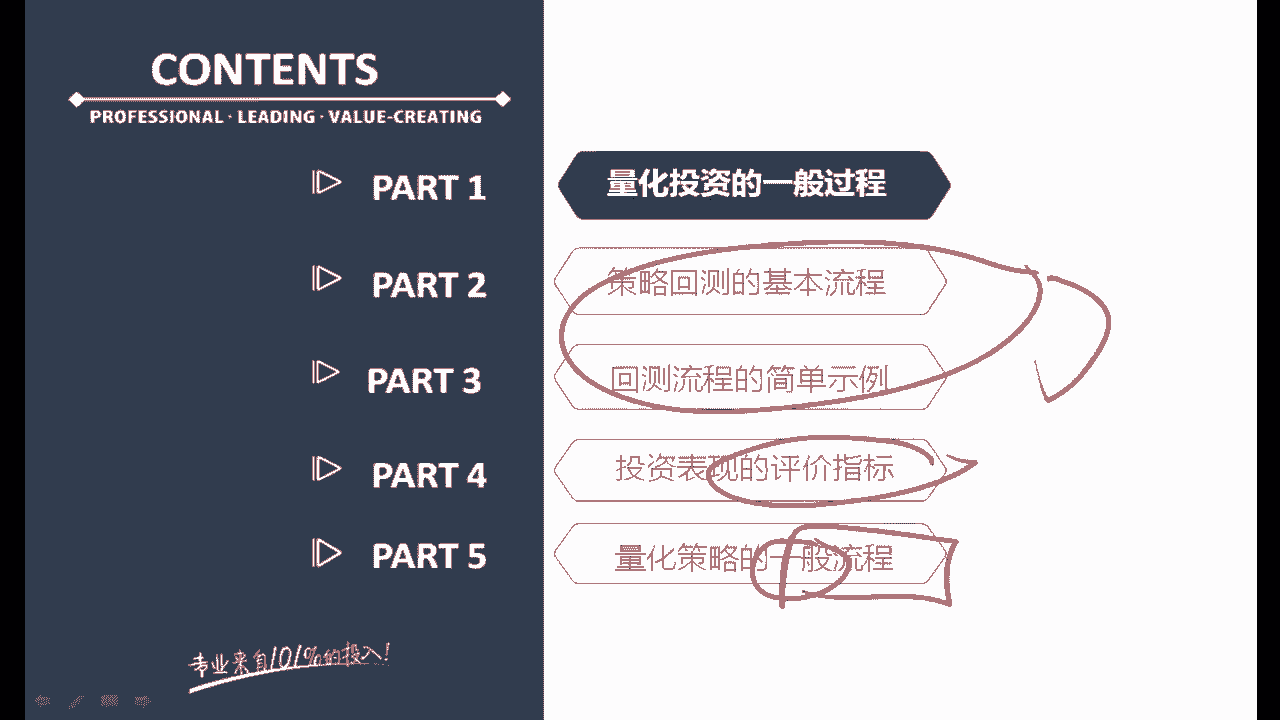 CONTENTS
PROFESSIONAL · LEADING · VALUE-CREATING
PART 1
量化投资的一般过程
PART 2
策略回测的基本流程
PART 3
回测流程的简单示例
PART 4
投资表现的评价指标
PART 5
量化策略的一般流程
专业来自101%的投入!